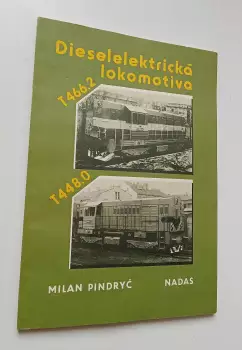 Dieselelektrická
lokomotiva
T466.2
T448.0
MILAN PINDRYČ NADAS